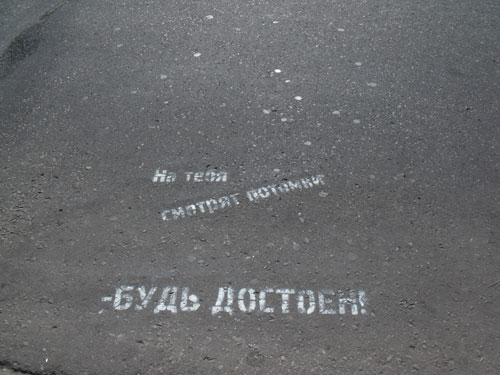 На тебя
смотрят потомки
-БУДЬ ДОСТОЕН!